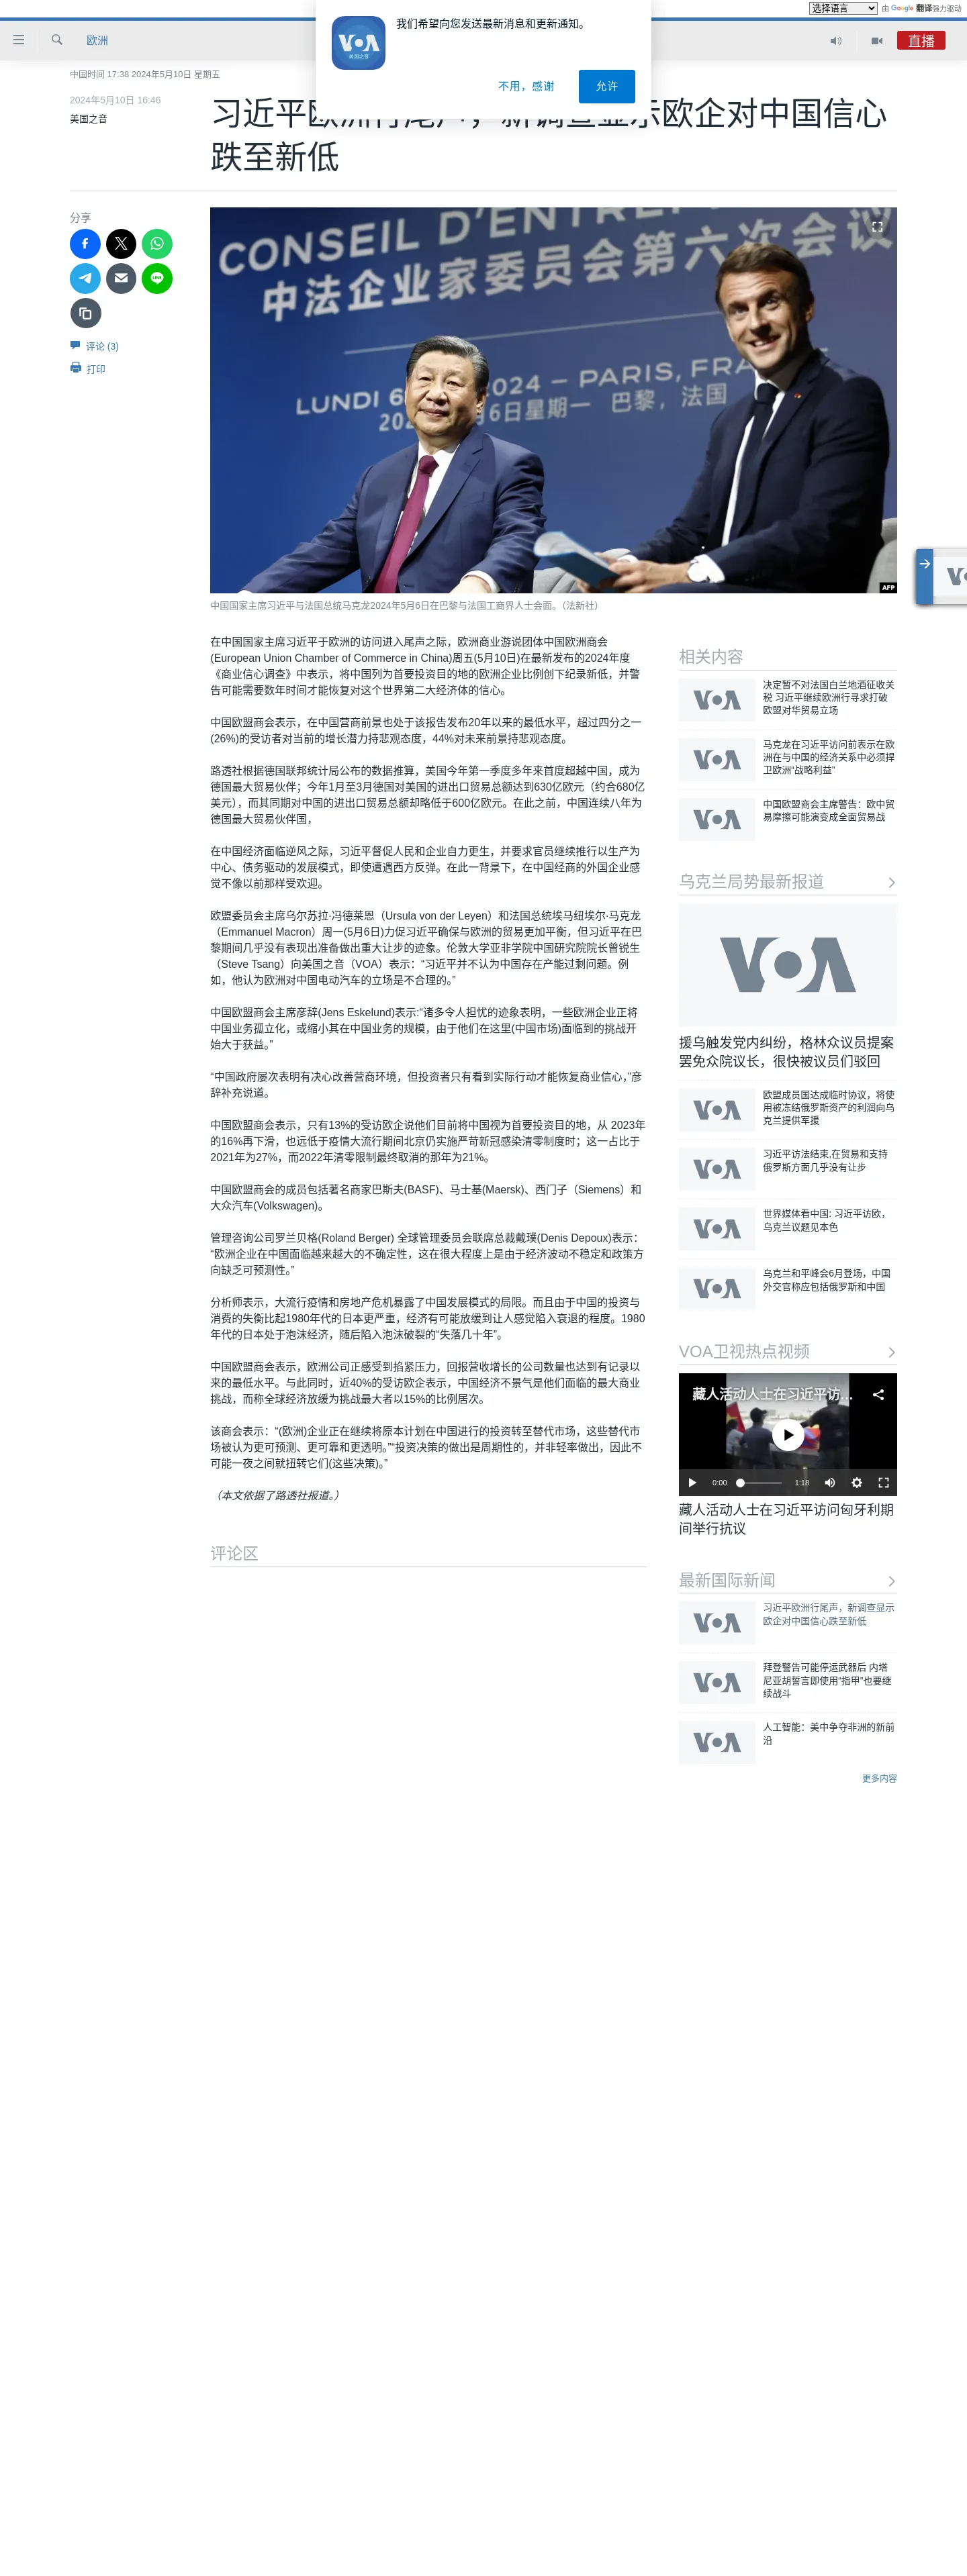 选择语言 由 Google 翻译强力驱动
VOA
美国之音
我们希望向您发送最新消息和更新通知。
不用，感谢
允许
欧洲
直播
中国时间 17:38 2024年5月10日 星期五
2024年5月10日 16:46
美国之音
习近平欧洲行尾声，新调查显示欧企对中国信心
跌至新低
分享
评论 (3)
打印
CONSEIL D'ENTREP
中法企业家委员会第六次会议
LUNDI 6 2024 – PARIS, FRANCE
20 6日星期一 巴黎，法国
AFP
中国国家主席习近平与法国总统马克龙2024年5月6日在巴黎与法国工商界人士会面。（法新社）
在中国国家主席习近平于欧洲的访问进入尾声之际，欧洲商业游说团体中国欧洲商会
(European Union Chamber of Commerce in China)周五(5月10日)在最新发布的2024年度
《商业信心调查》中表示，将中国列为首要投资目的地的欧洲企业比例创下纪录新低，并警
告可能需要数年时间才能恢复对这个世界第二大经济体的信心。
中国欧盟商会表示，在中国营商前景也处于该报告发布20年以来的最低水平，超过四分之一
(26%)的受访者对当前的增长潜力持悲观态度，44%对未来前景持悲观态度。
路透社根据德国联邦统计局公布的数据推算，美国今年第一季度多年来首度超越中国，成为
德国最大贸易伙伴；今年1月至3月德国对美国的进出口贸易总额达到630亿欧元（约合680亿
美元），而其同期对中国的进出口贸易总额却略低于600亿欧元。在此之前，中国连续八年为
德国最大贸易伙伴国，
在中国经济面临逆风之际，习近平督促人民和企业自力更生，并要求官员继续推行以生产为
中心、债务驱动的发展模式，即使遭遇西方反弹。在此一背景下，在中国经商的外国企业感
觉不像以前那样受欢迎。
欧盟委员会主席乌尔苏拉·冯德莱恩（Ursula von der Leyen）和法国总统埃马纽埃尔·马克龙
（Emmanuel Macron）周一(5月6日)力促习近平确保与欧洲的贸易更加平衡，但习近平在巴
黎期间几乎没有表现出准备做出重大让步的迹象。伦敦大学亚非学院中国研究院院长曾锐生
（Steve Tsang）向美国之音（VOA）表示：“习近平并不认为中国存在产能过剩问题。例
如，他认为欧洲对中国电动汽车的立场是不合理的。”
中国欧盟商会主席彦辞(Jens Eskelund)表示:“诸多令人担忧的迹象表明，一些欧洲企业正将
中国业务孤立化，或缩小其在中国业务的规模，由于他们在这里(中国市场)面临到的挑战开
始大于获益。”
“中国政府屡次表明有决心改善营商环境，但投资者只有看到实际行动才能恢复商业信心，”彦
辞补充说道。
中国欧盟商会表示，只有13%的受访欧企说他们目前将中国视为首要投资目的地，从 2023年
的16%再下滑，也远低于疫情大流行期间北京仍实施严苛新冠感染清零制度时；这一占比于
2021年为27%，而2022年清零限制最终取消的那年为21%。
中国欧盟商会的成员包括著名商家巴斯夫(BASF)、马士基(Maersk)、西门子（Siemens）和
大众汽车(Volkswagen)。
管理咨询公司罗兰贝格(Roland Berger) 全球管理委员会联席总裁戴璞(Denis Depoux)表示：
“欧洲企业在中国面临越来越大的不确定性，这在很大程度上是由于经济波动不稳定和政策方
向缺乏可预测性。”
分析师表示，大流行疫情和房地产危机暴露了中国发展模式的局限。而且由于中国的投资与
消费的失衡比起1980年代的日本更严重，经济有可能放缓到让人感觉陷入衰退的程度。1980
年代的日本处于泡沫经济，随后陷入泡沫破裂的“失落几十年”。
中国欧盟商会表示，欧洲公司正感受到掐紧压力，回报营收增长的公司数量也达到有记录以
来的最低水平。与此同时，近40%的受访欧企表示，中国经济不景气是他们面临的最大商业
挑战，而称全球经济放缓为挑战最大者以15%的比例居次。
该商会表示：“(欧洲)企业正在继续将原本计划在中国进行的投资转至替代市场，这些替代市
场被认为更可预测、更可靠和更透明。”“投资决策的做出是周期性的，并非轻率做出，因此不
可能一夜之间就扭转它们(这些决策)。”
（本文依据了路透社报道。）
评论区
相关内容
VOA
决定暂不对法国白兰地酒征收关
税 习近平继续欧洲行寻求打破
欧盟对华贸易立场
VOA
马克龙在习近平访问前表示在欧
洲在与中国的经济关系中必须捍
卫欧洲“战略利益”
VOA
中国欧盟商会主席警告：欧中贸
易摩擦可能演变成全面贸易战
乌克兰局势最新报道
VOA
援乌触发党内纠纷，格林众议员提案
罢免众院议长，很快被议员们驳回
VOA
欧盟成员国达成临时协议，将使
用被冻结俄罗斯资产的利润向乌
克兰提供军援
VOA
习近平访法结束,在贸易和支持
俄罗斯方面几乎没有让步
VOA
世界媒体看中国: 习近平访欧，
乌克兰议题见本色
VOA
乌克兰和平峰会6月登场，中国
外交官称应包括俄罗斯和中国
VOA卫视热点视频
藏人活动人士在习近平访...
0:00
1:18
藏人活动人士在习近平访问匈牙利期
间举行抗议
最新国际新闻
VOA
习近平欧洲行尾声，新调查显示
欧企对中国信心跌至新低
VOA
拜登警告可能停运武器后 内塔
尼亚胡誓言即使用“指甲”也要继
续战斗
VOA
人工智能：美中争夺非洲的新前
沿
更多内容